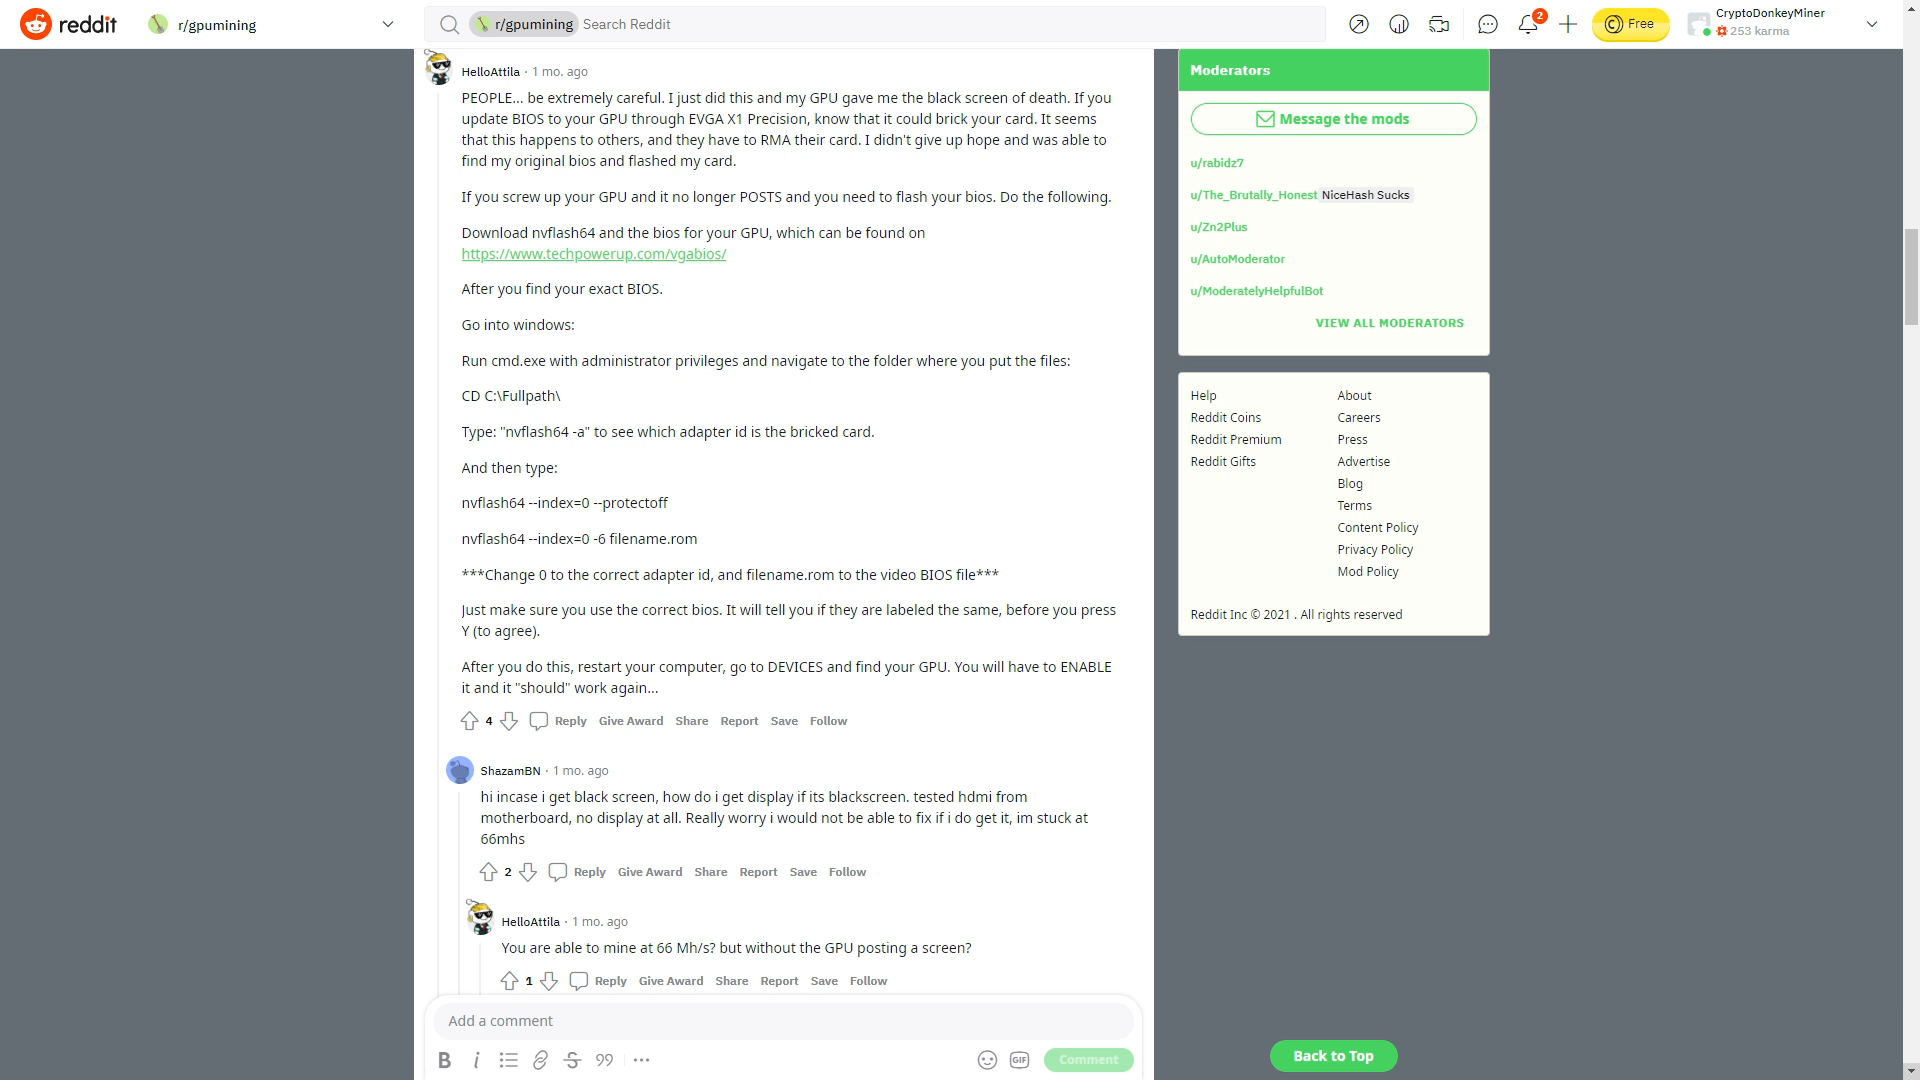 reddit
r/gpumining
r/gpumining Search Reddit
2
Free
CryptoDonkeyMiner
253 karma
HelloAttila · 1 mo. ago
PEOPLE... be extremely careful. I just did this and my GPU gave me the black screen of death. If you
update BIOS to your GPU through EVGA X1 Precision, know that it could brick your card. It seems
that this happens to others, and they have to RMA their card. I didn't give up hope and was able to
find my original bios and flashed my card.
If you screw up your GPU and it no longer POSTS and you need to flash your bios. Do the following.
Download nvflash64 and the bios for your GPU, which can be found on
https://www.techpowerup.com/vgabios/
After you find your exact BIOS.
Go into windows:
Run cmd.exe with administrator privileges and navigate to the folder where you put the files:
CD C:\Fullpath\
Type: "nvflash64 -a" to see which adapter id is the bricked card.
And then type:
nvflash64 --index=0 --protectoff
nvflash64 --index=0 -6 filename.rom
***Change 0 to the correct adapter id, and filename.rom to the video BIOS file***
Just make sure you use the correct bios. It will tell you if they are labeled the same, before you press
Y (to agree).
After you do this, restart your computer, go to DEVICES and find your GPU. You will have to ENABLE
it and it "should" work again...
4 Reply Give Award Share Report Save Follow
ShazamBN · 1 mo. ago
hi incase i get black screen, how do i get display if its blackscreen. tested hdmi from
motherboard, no display at all. Really worry i would not be able to fix if i do get it, im stuck at
66mhs
2 Reply Give Award Share Report Save Follow
HelloAttila · 1 mo. ago
You are able to mine at 66 Mh/s? but without the GPU posting a screen?
1 Reply Give Award Share Report Save Follow
Add a comment
B i S 99 ... GIF Comment
Moderators
Message the mods
u/rabidz7
u/The_Brutally_Honest NiceHash Sucks
u/Zn2Plus
u/AutoModerator
u/ModeratelyHelpfulBot
VIEW ALL MODERATORS
Help About
Reddit Coins Careers
Reddit Premium Press
Reddit Gifts Advertise
Blog
Terms
Content Policy
Privacy Policy
Mod Policy
Reddit Inc © 2021 . All rights reserved
Back to Top